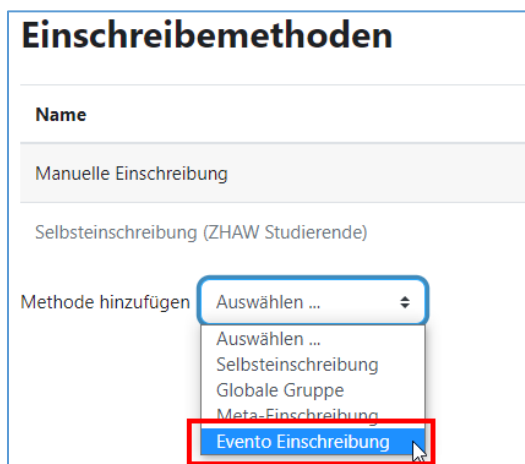 Einschreibemethoden
Name
Manuelle Einschreibung
Selbsteinschreibung (ZHAW Studierende)
Methode hinzufügen Auswählen ...
Auswählen ...
Selbsteinschreibung
Globale Gruppe
Meta-Einschreibung
Evento Einschreibung